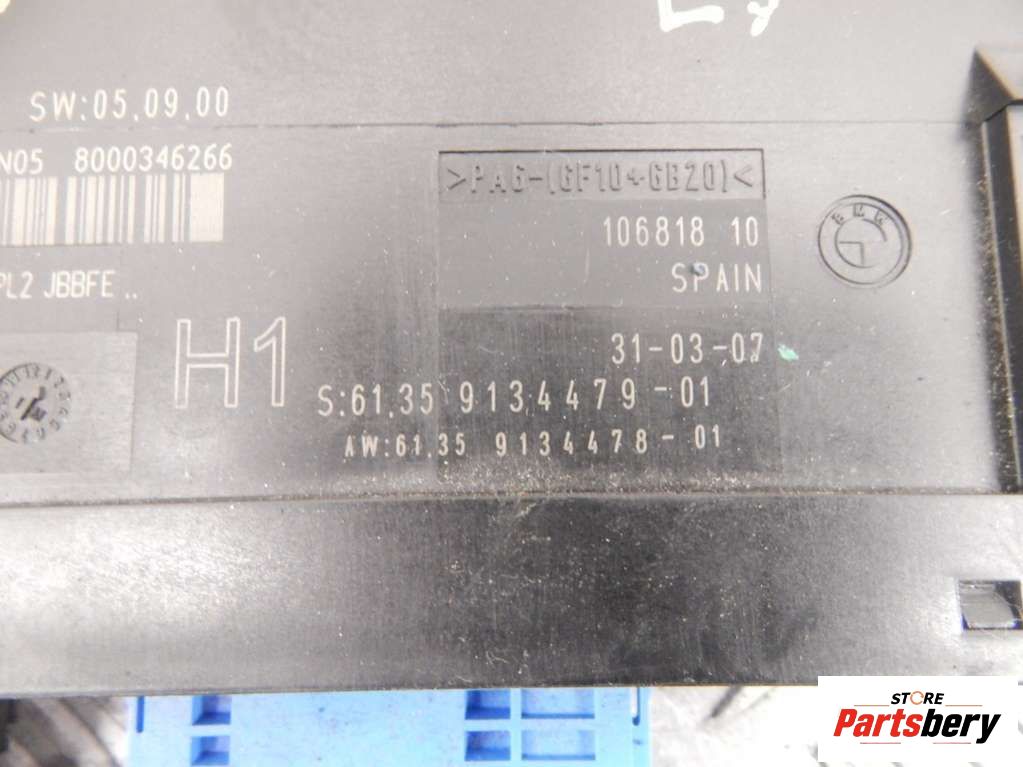 SW:05.09.00
N05 8000346266
>PA6-(GF10+GB20)<
BMW
106818 10
SPAIN
PL2 JBBFE ..
31-03-07
H1
S:61.35 9134479-01
AW:61.35 9134478-01
STORE
Partsbery